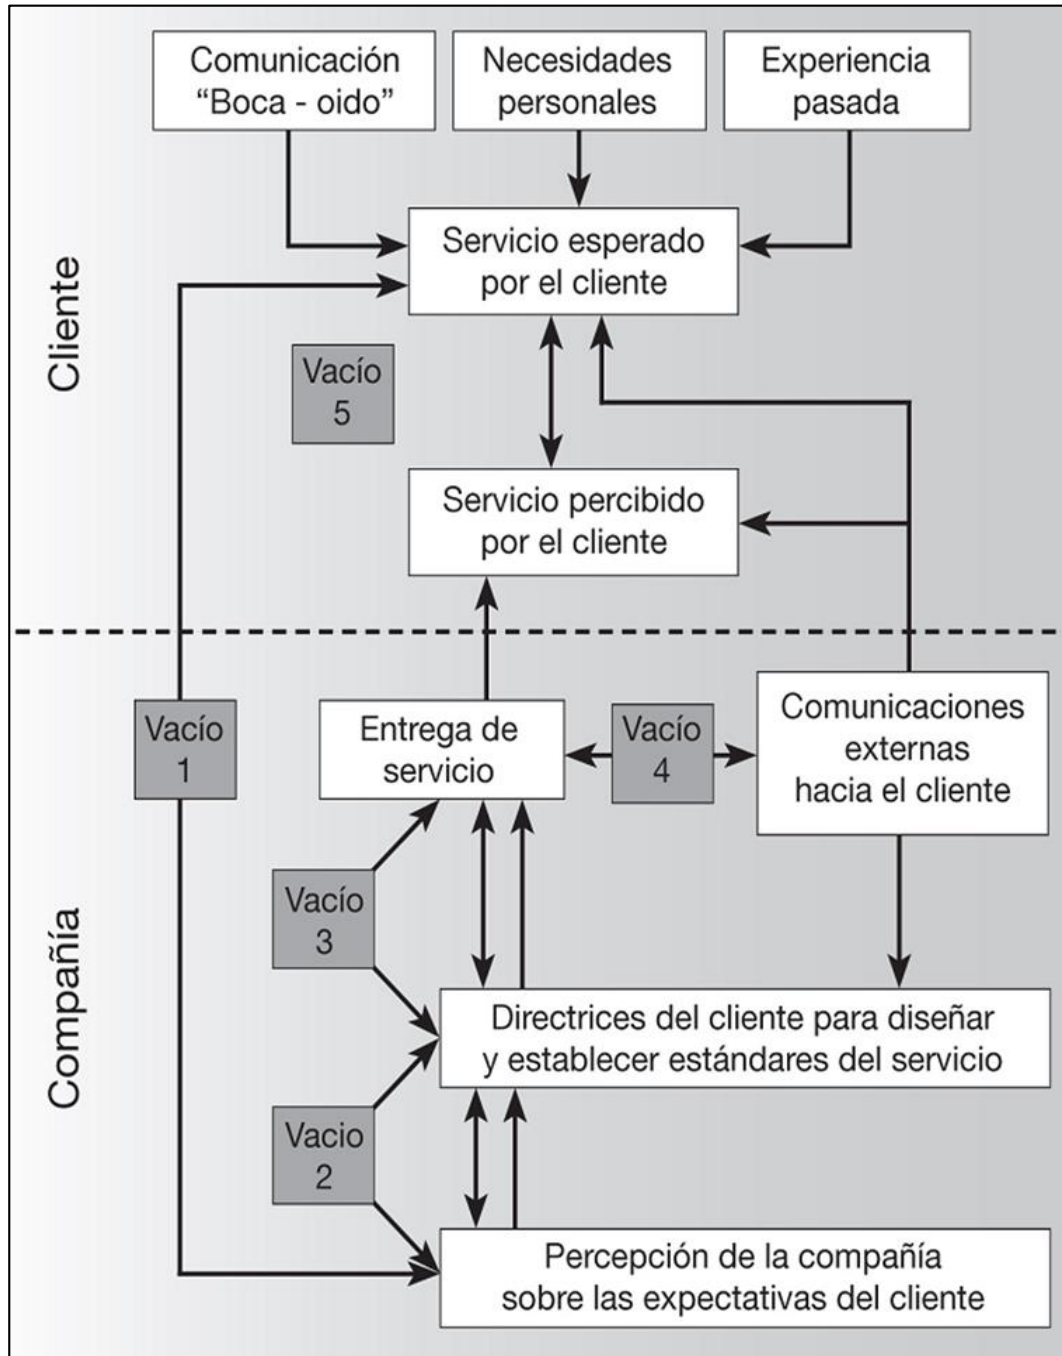 Comunicación
“Boca - oido”
Necesidades
personales
Experiencia
pasada
Servicio esperado
por el cliente
Cliente
Vacío
5
Servicio percibido
por el cliente
Vacío
1
Entrega de
servicio
Vacío
4
Comunicaciones
externas
hacia el cliente
Vacío
3
Compañía
Directrices del cliente para diseñar
y establecer estándares del servicio
Vacio
2
Percepción de la compañía
sobre las expectativas del cliente